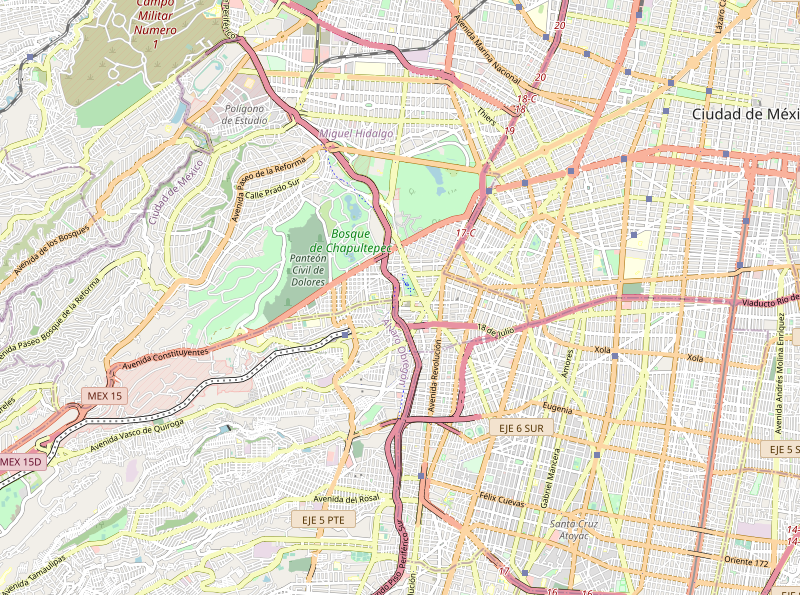 Campo
Militar
Numero
1
20
Avenida Marina Nacional
20
18-C
18
Thiers
19
Polígono
de Estudio
Miguel Hidalgo
Ciudad de
Avenida Paseo de la Reforma
Calle Prado Sur
Ciudad de México
Avenida de los Bosques
Bosque
de Chapultepec
17-C
Panteón
Civil de
Dolores
Paseo Bosque de la Reforma
Viaducto Río de
18 de Julio
Álvaro Obregón
Avenida Constituyentes
Xola
Xola
Amores
Avenida Revolución
Avenida Andrés Molina Enríquez
MEX 15
Eugenia
EJE 6 SUR
Avenida Vasco de Quiroga
EJE 5 S
MEX 15D
Gabriel Mancera
Félix Cuevas
Avenida del Rosal
EJE 5 PTE
Santa Cruz
Atoyac
Periférico Sur
Avenida Tamaulipas
Oriente 172
17
16
16